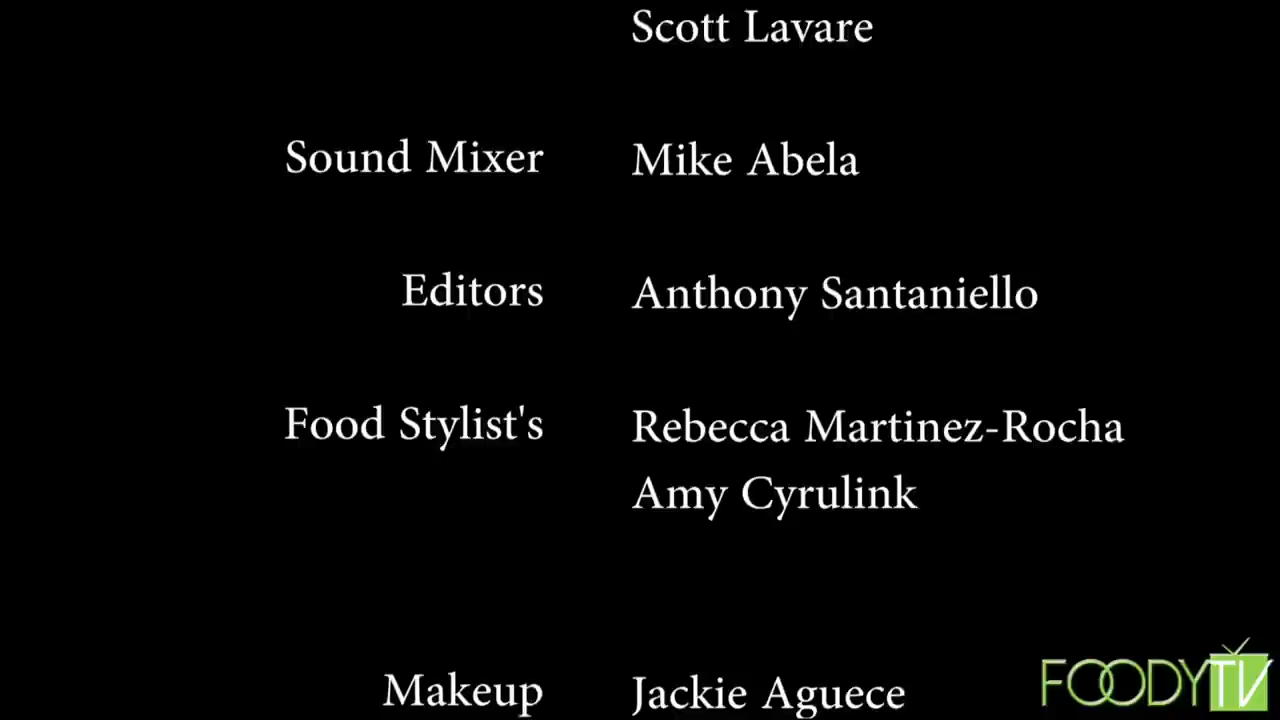 Scott Lavare
Sound Mixer Mike Abela
Editors Anthony Santaniello
Food Stylist's Rebecca Martinez-Rocha
Amy Cyrulink
Makeup Jackie Aguece
FOODYTV